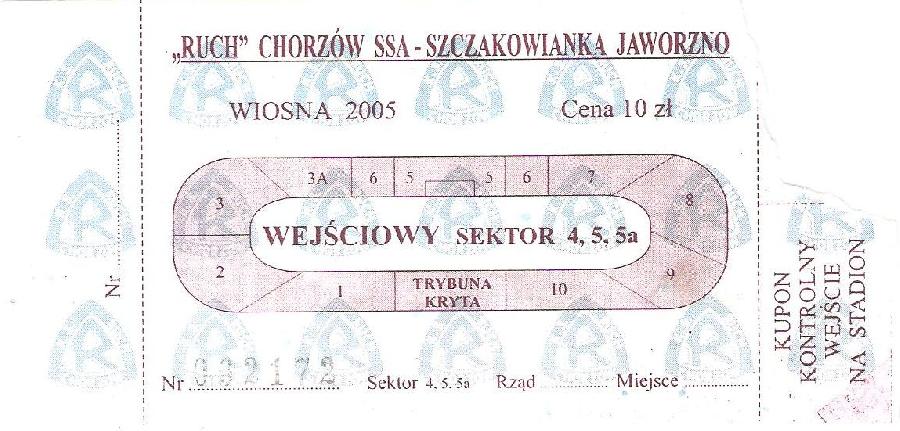 „RUCH” CHORZÓW SSA - SZCZAKOWIANKA JAWORZNO
WIOSNA 2005 Cena 10 zł
3A 6 5 5 6 7
3 8
WEJŚCIOWY SEKTOR 4, 5, 5a
2 9
1 TRYBUNA KRYTA 10
Nr 032172 Sektor 4, 5, 5a Rząd Miejsce
Nr
KUPON
KONTROLNY
WEJŚCIE
NA STADION